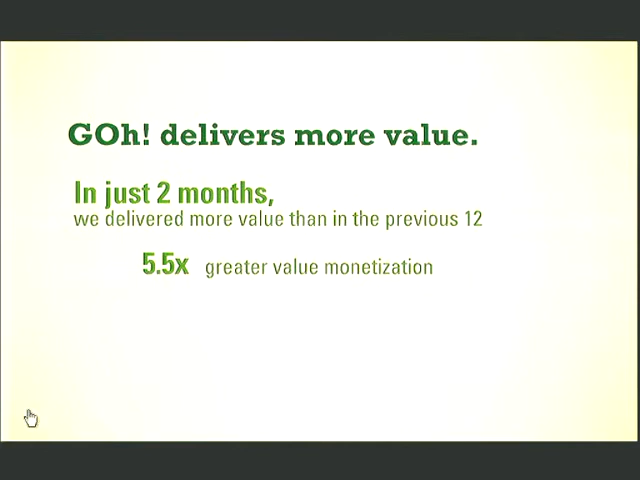 GOh! delivers more value.
In just 2 months,
we delivered more value than in the previous 12
5.5x greater value monetization